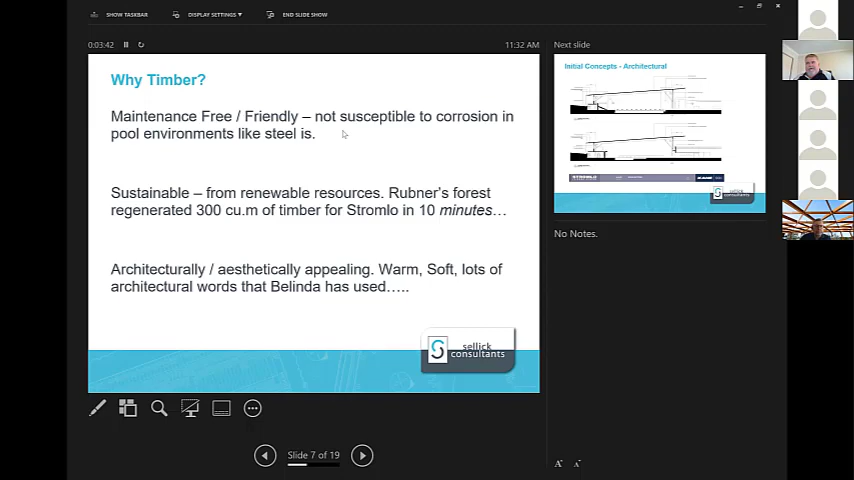 SHOW TASKBAR
DISPLAY SETTINGS ▼
END SLIDE SHOW
0:03:42
11:32 AM
Why Timber?
Maintenance Free / Friendly – not susceptible to corrosion in
pool environments like steel is.
Sustainable – from renewable resources. Rubner's forest
regenerated 300 cu.m of timber for Stromlo in 10 minutes…
Architecturally / aesthetically appealing. Warm, Soft, lots of
architectural words that Belinda has used…..
sellick
consultants
Slide 7 of 19
Next slide
Initial Concepts - Architectural
STROMLO
sellick
consultants
No Notes.